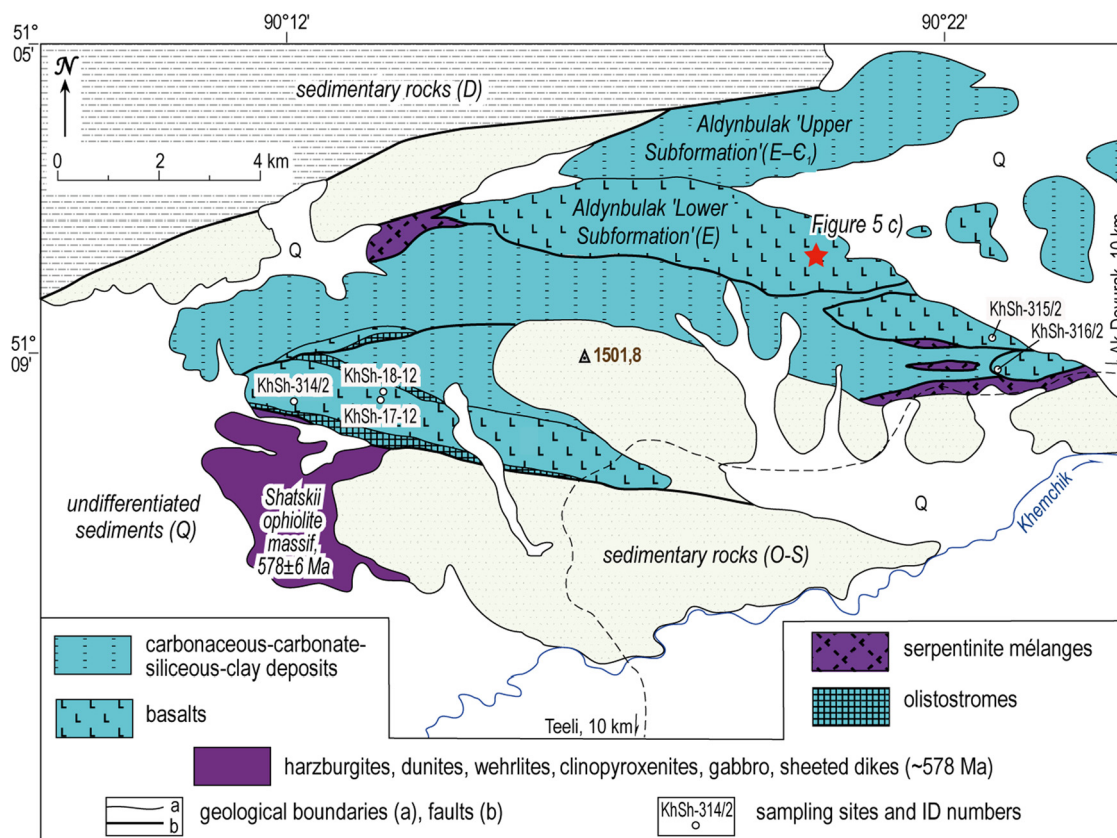 90°12'
90°22'
51°
05'
N
0 2 4 km
sedimentary rocks (D)
Aldynbulak 'Upper
Subformation'(E–Є₁)
Q
Aldynbulak 'Lower
Subformation'(E)
Figure 5 c)
Q
Ak-Dovurak, 10 km
KhSh-315/2
KhSh-316/2
51°
09'
1501,8
KhSh-314/2
KhSh-18-12
KhSh-17-12
undifferentiated
sediments (Q)
Shatskii
ophiolite
massif,
578±6 Ma
Q
Khemchik
sedimentary rocks (O-S)
Teeli, 10 km
carbonaceous-carbonate-
siliceous-clay deposits
basalts
serpentinite mélanges
olistostromes
harzburgites, dunites, wehrlites, clinopyroxenites, gabbro, sheeted dikes (~578 Ma)
a
b
geological boundaries (a), faults (b)
KhSh-314/2
sampling sites and ID numbers